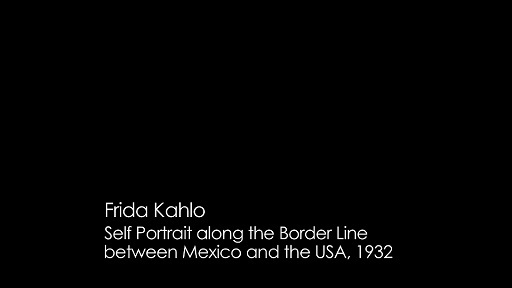 Frida Kahlo
Self Portrait along the Border Line
between Mexico and the USA, 1932